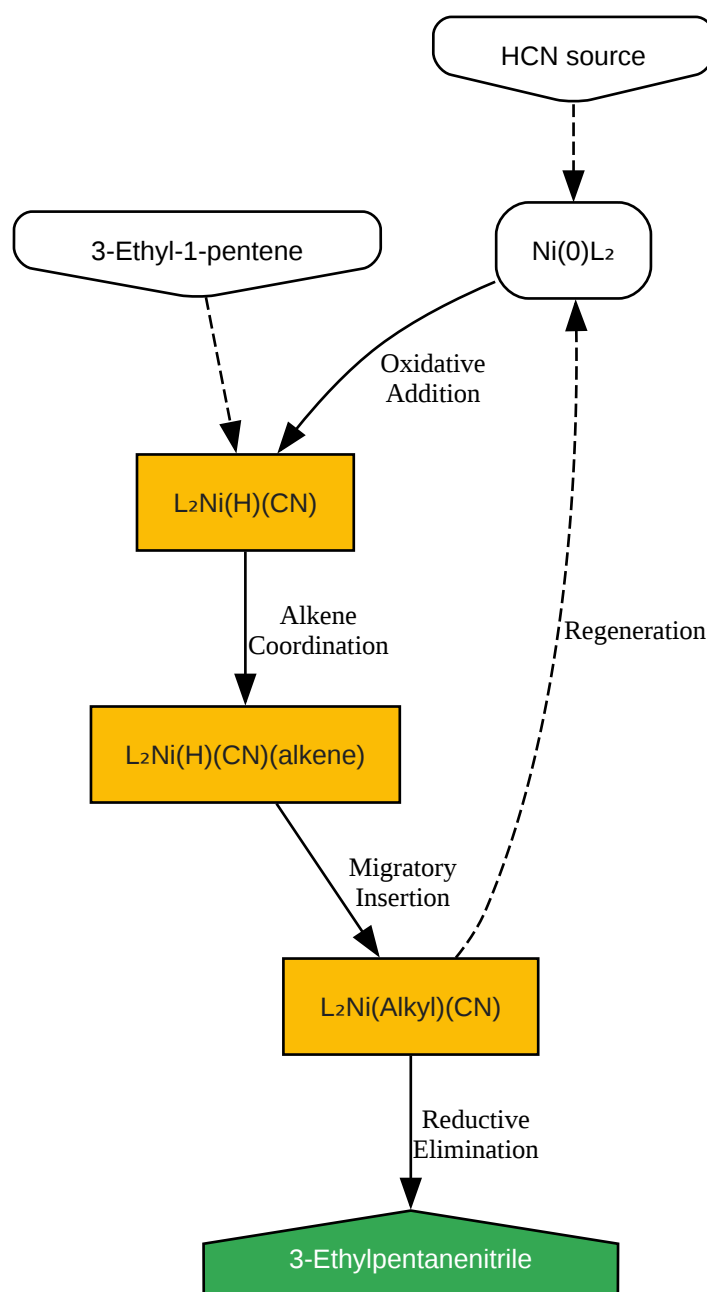 HCN source
3-Ethyl-1-pentene
Ni(0)L₂
Oxidative
Addition
L₂Ni(H)(CN)
Alkene
Coordination
Regeneration
L₂Ni(H)(CN)(alkene)
Migratory
Insertion
L₂Ni(Alkyl)(CN)
Reductive
Elimination
3-Ethylpentanenitrile